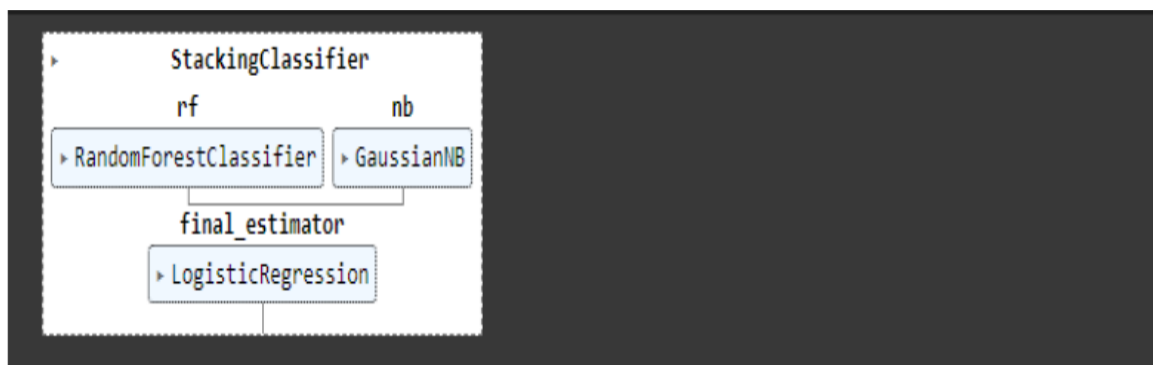 StackingClassifier
rf nb
RandomForestClassifier GaussianNB
final_estimator
LogisticRegression